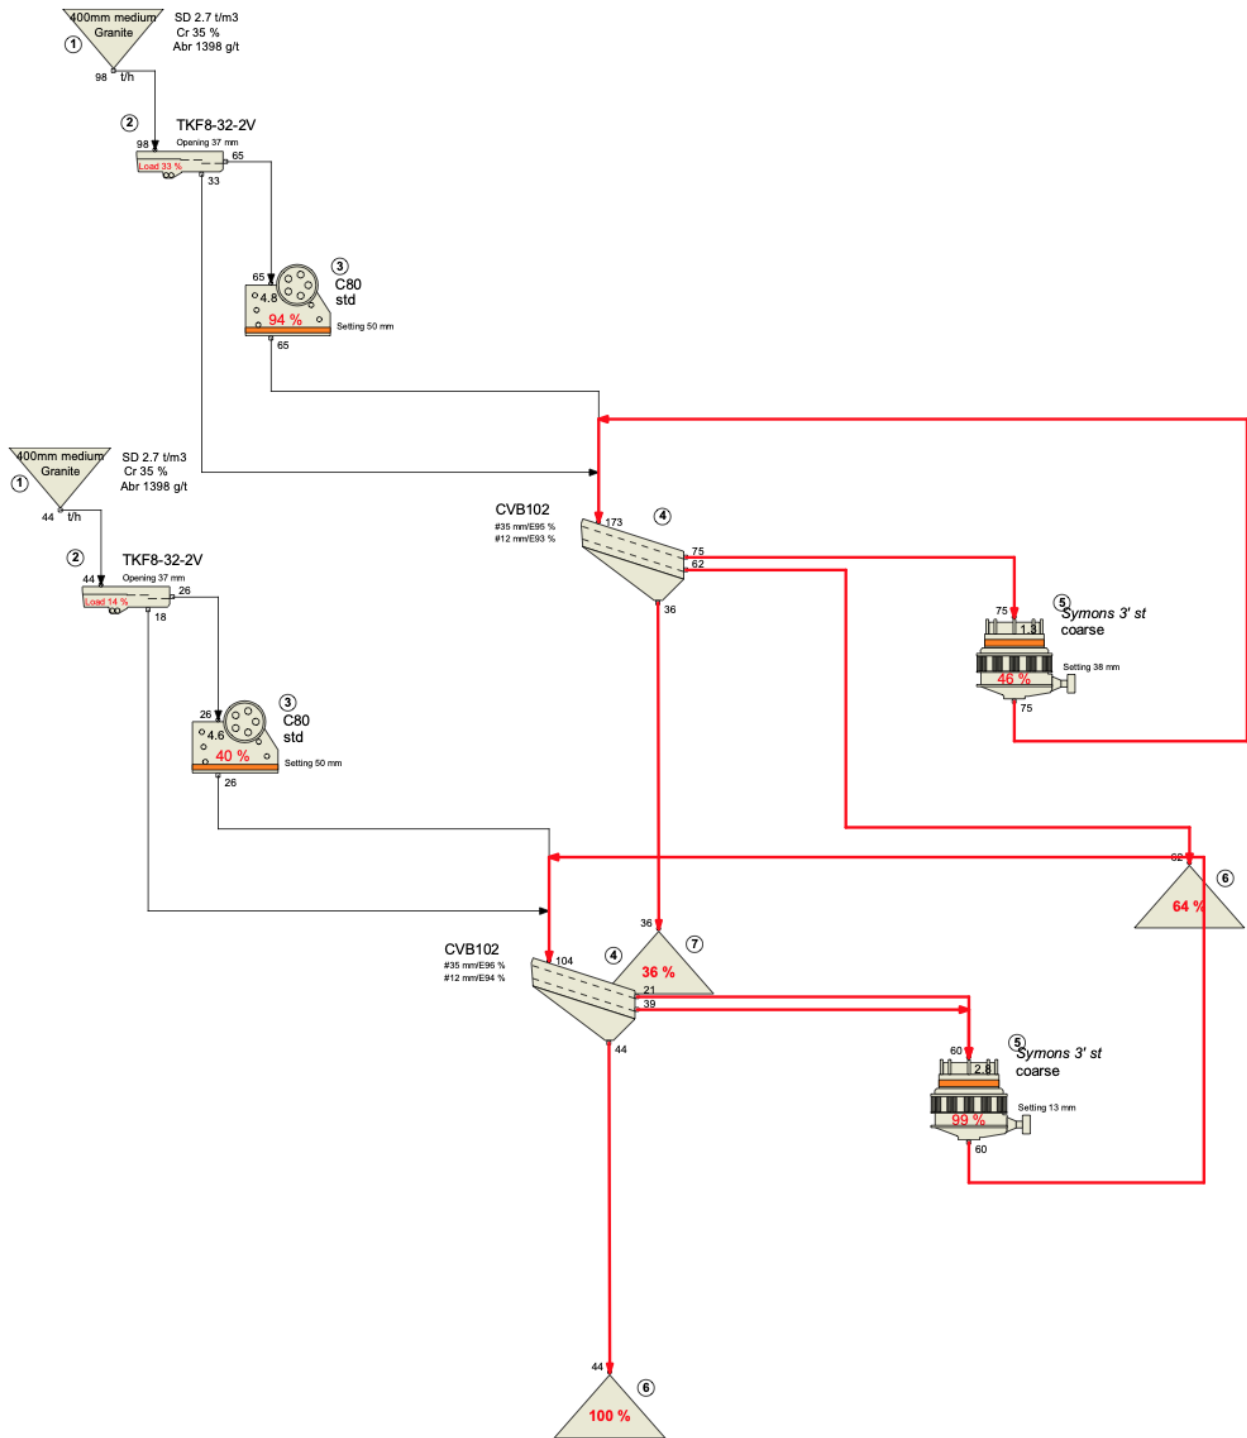 400mm medium
Granite
SD 2.7 t/m3
Cr 35 %
Abr 1398 g/t
1
98 t/h
2
TKF8-32-2V
Opening 37 mm
98
Load 33 %
65
33
3
C80
std
65
4.8
94 %
Setting 50 mm
65
400mm medium
Granite
SD 2.7 t/m3
Cr 35 %
Abr 1398 g/t
1
44 t/h
CVB102
#35 mm/E95 %
#12 mm/E93 %
173
4
75
62
36
2
TKF8-32-2V
Opening 37 mm
44
Load 14 %
26
18
5
Symons 3' st
coarse
75
1.3
46 %
Setting 38 mm
75
3
C80
std
26
4.6
40 %
Setting 50 mm
26
62
6
64 %
36
7
36 %
CVB102
#35 mm/E96 %
#12 mm/E94 %
104
4
21
39
44
5
Symons 3' st
coarse
60
2.8
99 %
Setting 13 mm
60
44
6
100 %